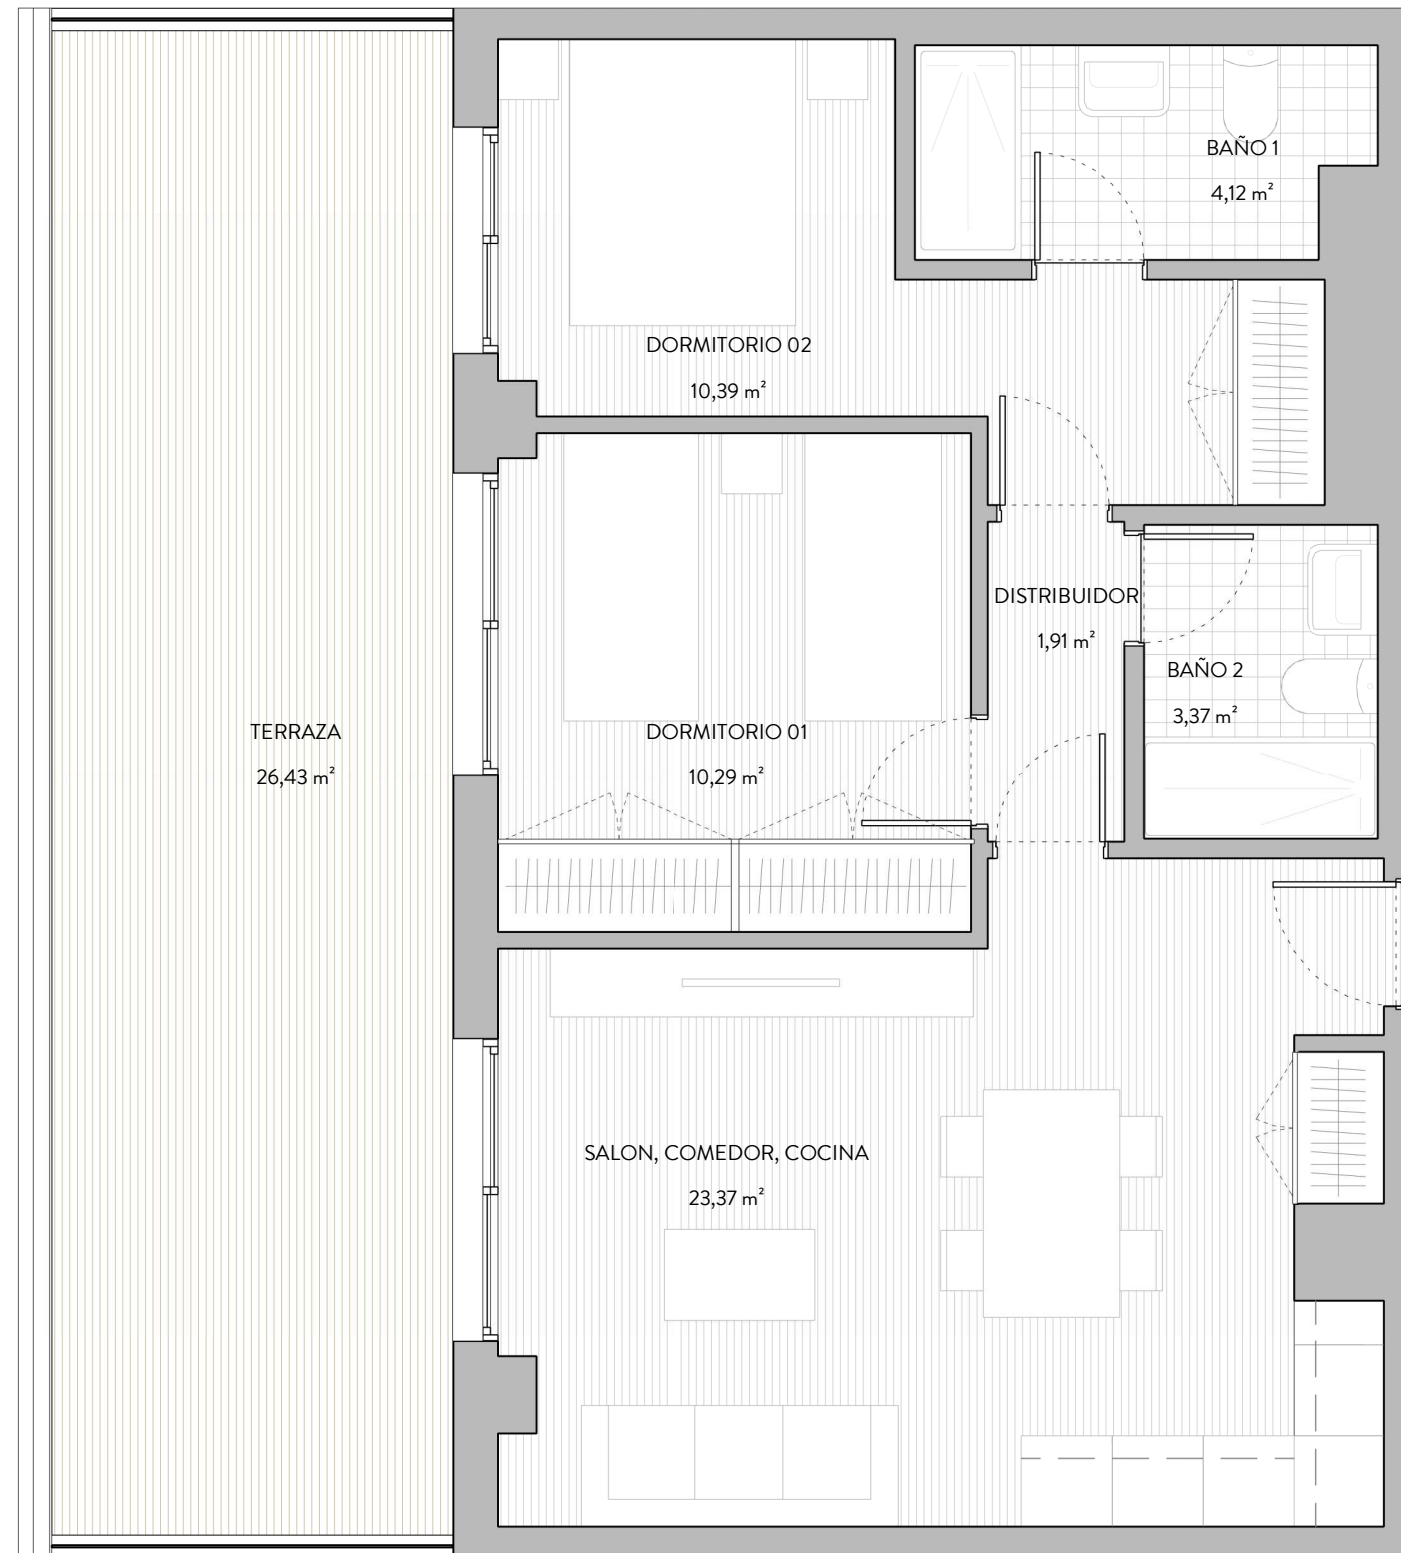 BAÑO 1
4,12 m²
DORMITORIO 02
10,39 m²
DISTRIBUIDOR
1,91 m²
BAÑO 2
3,37 m²
TERRAZA
26,43 m²
DORMITORIO 01
10,29 m²
SALON, COMEDOR, COCINA
23,37 m²